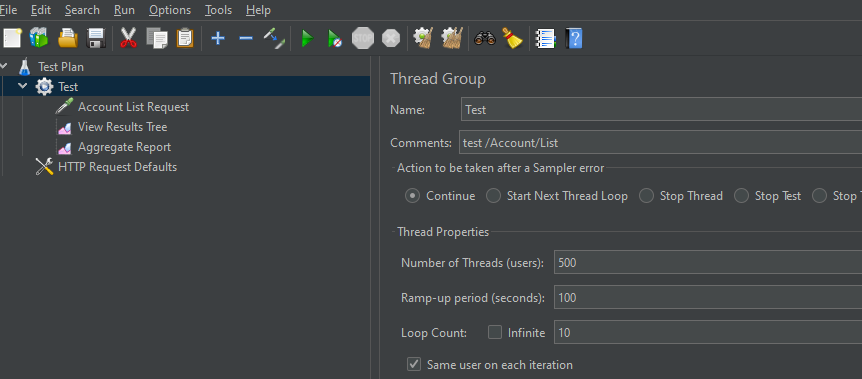 File Edit Search Run Options Tools Help
STOP
Test Plan
Test
Account List Request
View Results Tree
Aggregate Report
HTTP Request Defaults
Thread Group
Name: Test
Comments: test /Account/List
Action to be taken after a Sampler error
Continue Start Next Thread Loop Stop Thread Stop Test Stop
Thread Properties
Number of Threads (users): 500
Ramp-up period (seconds): 100
Loop Count: Infinite 10
Same user on each iteration